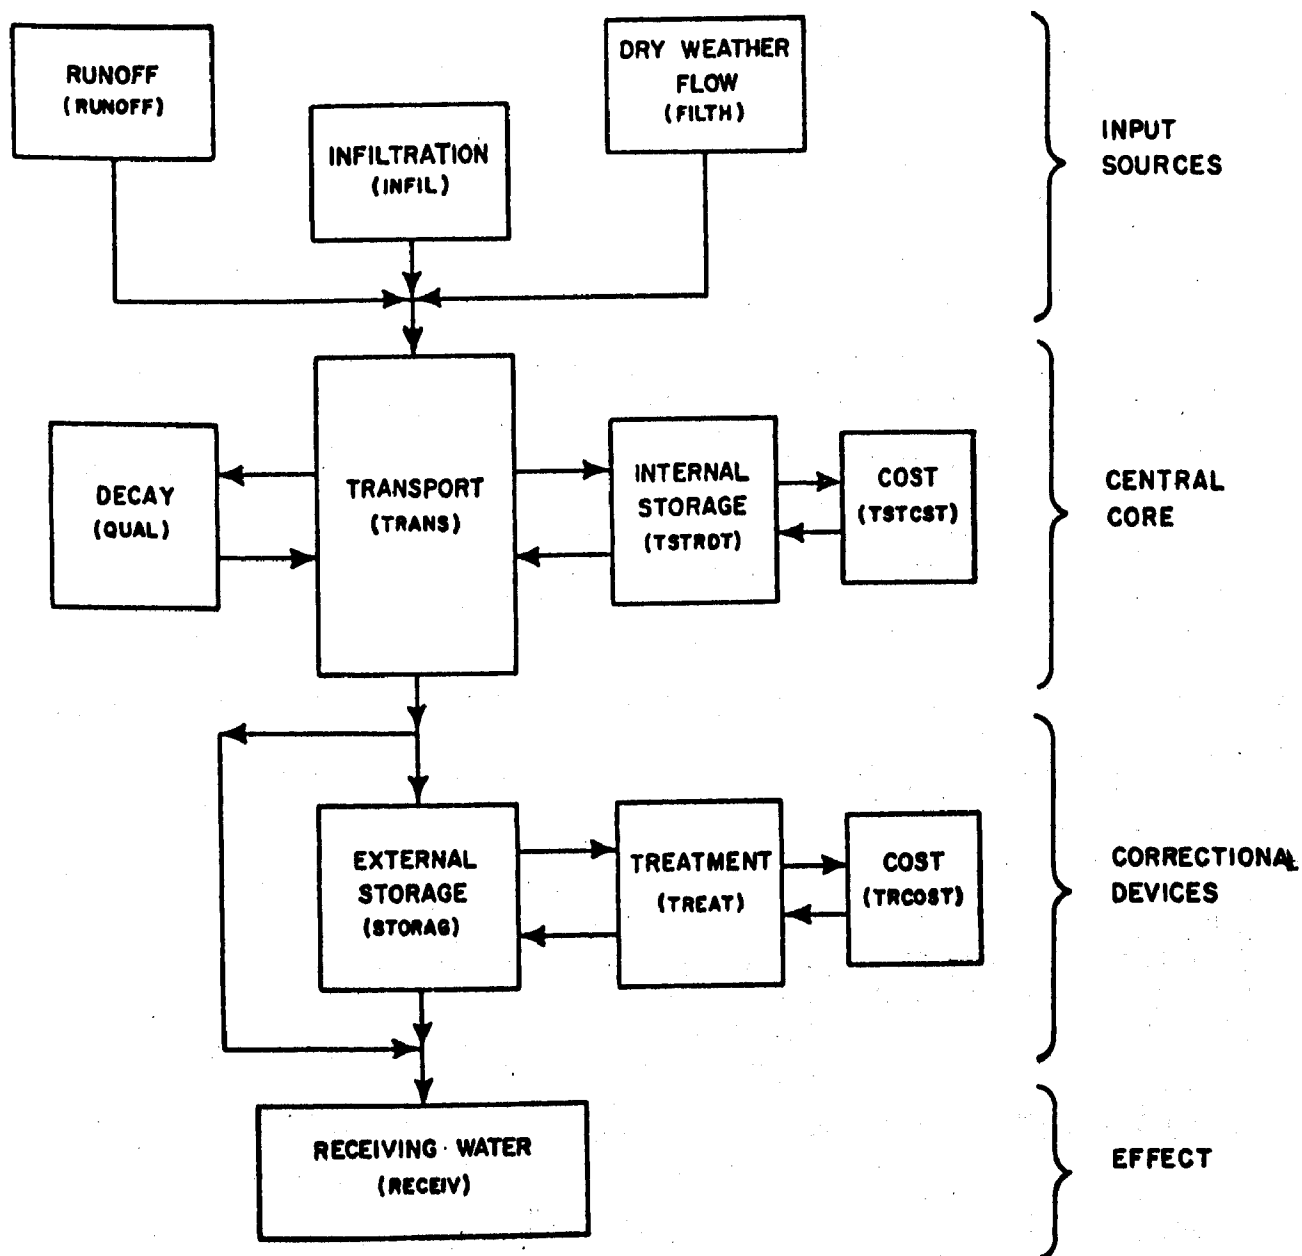 RUNOFF
(RUNOFF)
INFILTRATION
(INFIL)
DRY WEATHER
FLOW
(FILTH)
INPUT
SOURCES
DECAY
(QUAL)
TRANSPORT
(TRANS)
INTERNAL
STORAGE
(TSTRDT)
COST
(TSTCST)
CENTRAL
CORE
EXTERNAL
STORAGE
(STORAG)
TREATMENT
(TREAT)
COST
(TRCOST)
CORRECTIONAL
DEVICES
RECEIVING WATER
(RECEIV)
EFFECT